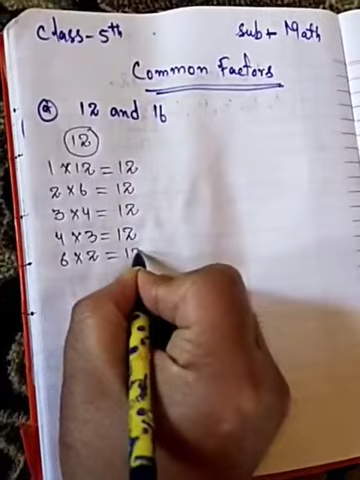 Class-5th sub+ Math
Common Factors
Q 12 and 16
12
1 × 12 = 12
2 × 6 = 12
3 × 4 = 12
4 × 3 = 12
6 × 2 = 12